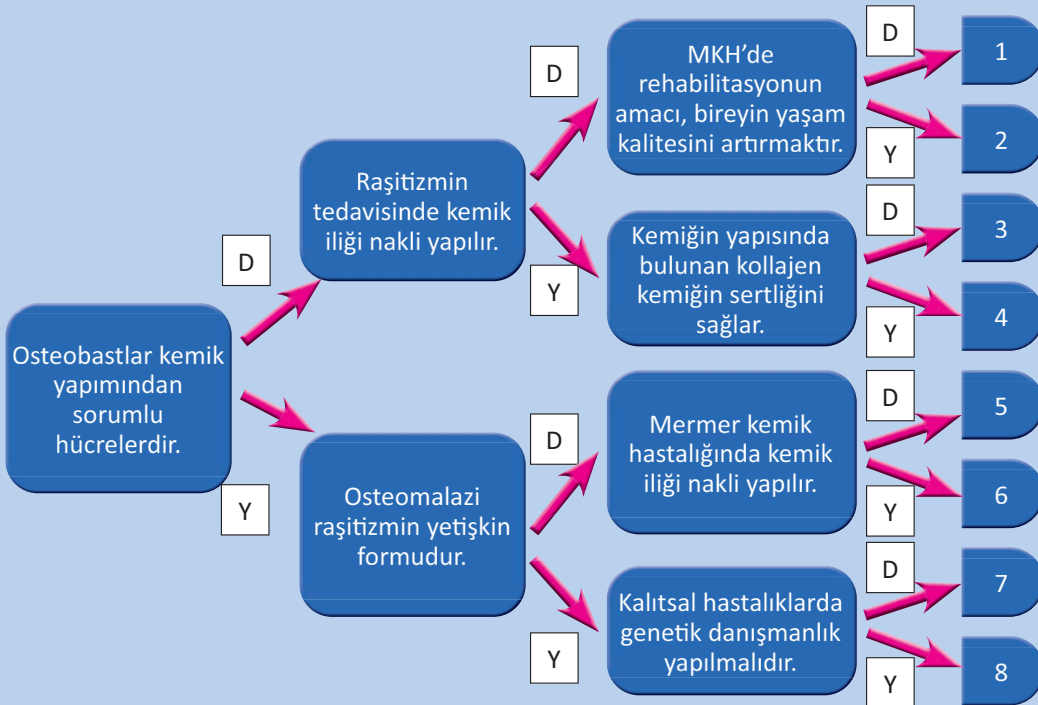 Osteobastlar kemik
yapımından
sorumlu
hücrelerdir.
D
Y
Raşitizmin
tedavisinde kemik
iliği nakli yapılır.
D
Y
Osteomalazi
raşitizmin yetişkin
formudur.
D
Y
MKH’de
rehabilitasyonun
amacı, bireyin yaşam
kalitesini artırmaktır.
D
Y
Kemiğin yapısında
bulunan kollajen
kemiğin sertliğini
sağlar.
D
Y
Mermer kemik
hastalığında kemik
iliği nakli yapılır.
D
Y
Kalıtsal hastalıklarda
genetik danışmanlık
yapılmalıdır.
D
Y
1
2
3
4
5
6
7
8